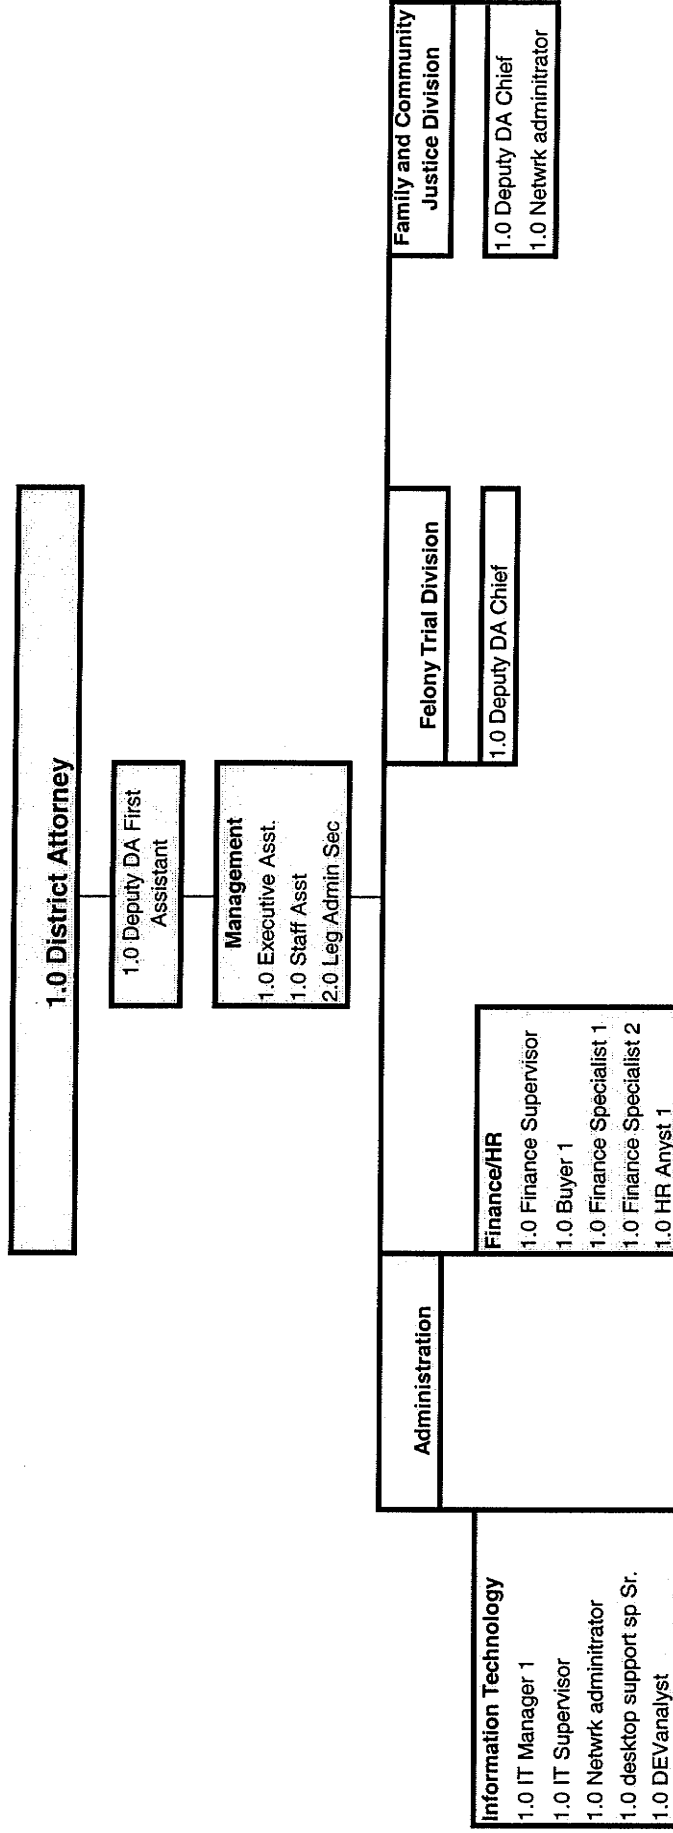 1.0 District Attorney
1.0 Deputy DA First
Assistant
Management
1.0 Executive Asst.
1.0 Staff Asst
2.0 Leg Admin Sec
Administration
Felony Trial Division
Family and Community
Justice Division
Information Technology
1.0 IT Manager 1
1.0 IT Supervisor
1.0 Netwrk adminitrator
1.0 desktop support sp Sr.
1.0 DEVanalyst
Finance/HR
1.0 Finance Supervisor
1.0 Buyer 1
1.0 Finance Specialist 1
1.0 Finance Specialist 2
1.0 HR Anyst 1
1.0 Deputy DA Chief
1.0 Deputy DA Chief
1.0 Netwrk adminitrator